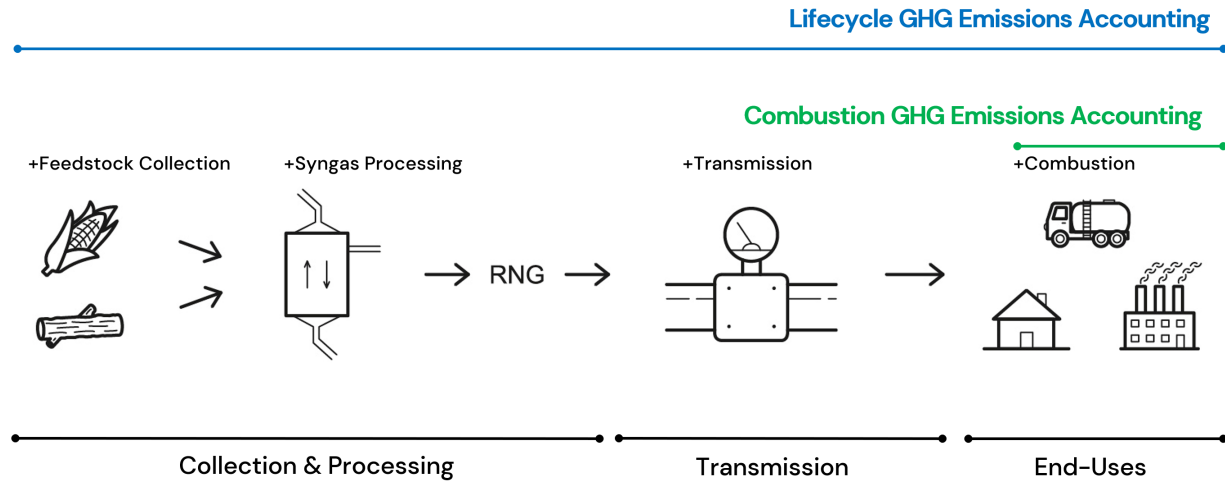 Lifecycle GHG Emissions Accounting
Combustion GHG Emissions Accounting
+Feedstock Collection
+Syngas Processing
+Transmission
+Combustion
RNG
Collection & Processing
Transmission
End-Uses